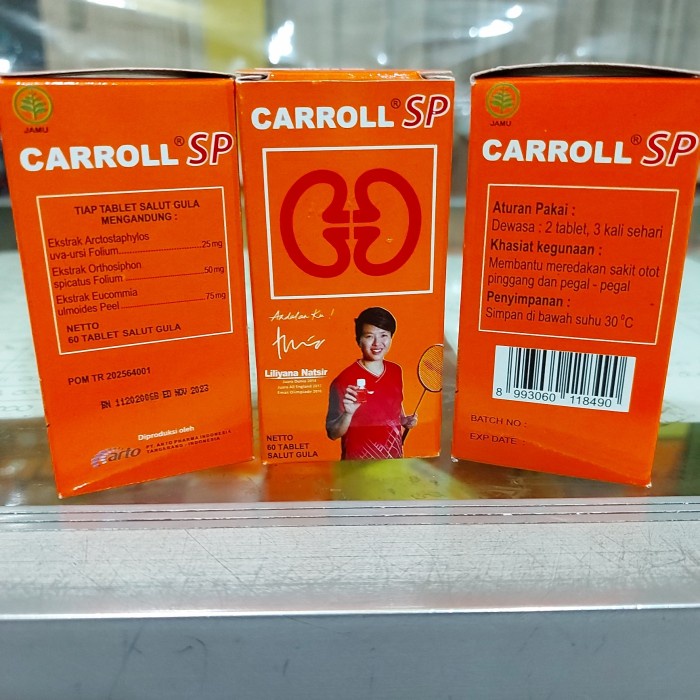 JAMU
CARROLL® SP
TIAP TABLET SALUT GULA
MENGANDUNG :
Ekstrak Arctostaphylos
uva-ursi Folium 25 mg
Ekstrak Orthosiphon
spicatus Folium 50 mg
Ekstrak Eucommia
ulmoides Peel 75 mg
NETTO
60 TABLET SALUT GULA
POM TR 202564001
BN 11202005B ED NOV 2023
Diproduksi oleh
arto
PT. ARTO PHARMA INDONESIA
TANGERANG - INDONESIA
CARROLL® SP
Andalan Ku !
Liliyana Natsir
NETTO
60 TABLET
SALUT GULA
JAMU
CARROLL® SP
Aturan Pakai :
Dewasa : 2 tablet, 3 kali sehari
Khasiat kegunaan :
Membantu meredakan sakit otot
pinggang dan pegal - pegal
Penyimpanan :
Simpan di bawah suhu 30 °C
8 993060 118490
BATCH NO :
EXP DATE :